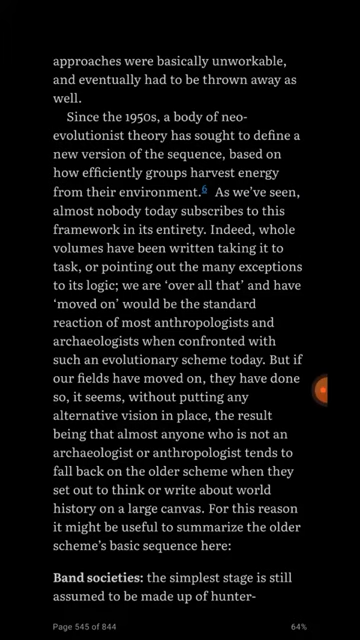 approaches were basically unworkable,
and eventually had to be thrown away as
well.
Since the 1950s, a body of neo-
evolutionist theory has sought to define a
new version of the sequence, based on
how efficiently groups harvest energy
from their environment.6 As we’ve seen,
almost nobody today subscribes to this
framework in its entirety. Indeed, whole
volumes have been written taking it to
task, or pointing out the many exceptions
to its logic; we are ‘over all that’ and have
‘moved on’ would be the standard
reaction of most anthropologists and
archaeologists when confronted with
such an evolutionary scheme today. But if
our fields have moved on, they have done
so, it seems, without putting any
alternative vision in place, the result
being that almost anyone who is not an
archaeologist or anthropologist tends to
fall back on the older scheme when they
set out to think or write about world
history on a large canvas. For this reason
it might be useful to summarize the older
scheme’s basic sequence here:
Band societies: the simplest stage is still
assumed to be made up of hunter-
Page 545 of 844 64%